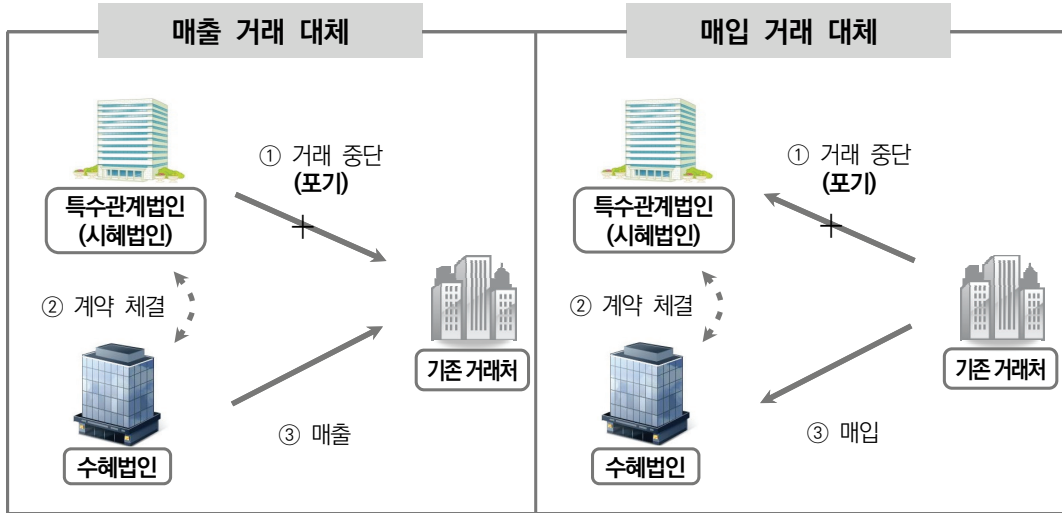 매출 거래 대체
① 거래 중단
(포기)
특수관계법인
(시혜법인)
② 계약 체결
기존 거래처
③ 매출
수혜법인
매입 거래 대체
① 거래 중단
(포기)
특수관계법인
(시혜법인)
② 계약 체결
기존 거래처
③ 매입
수혜법인